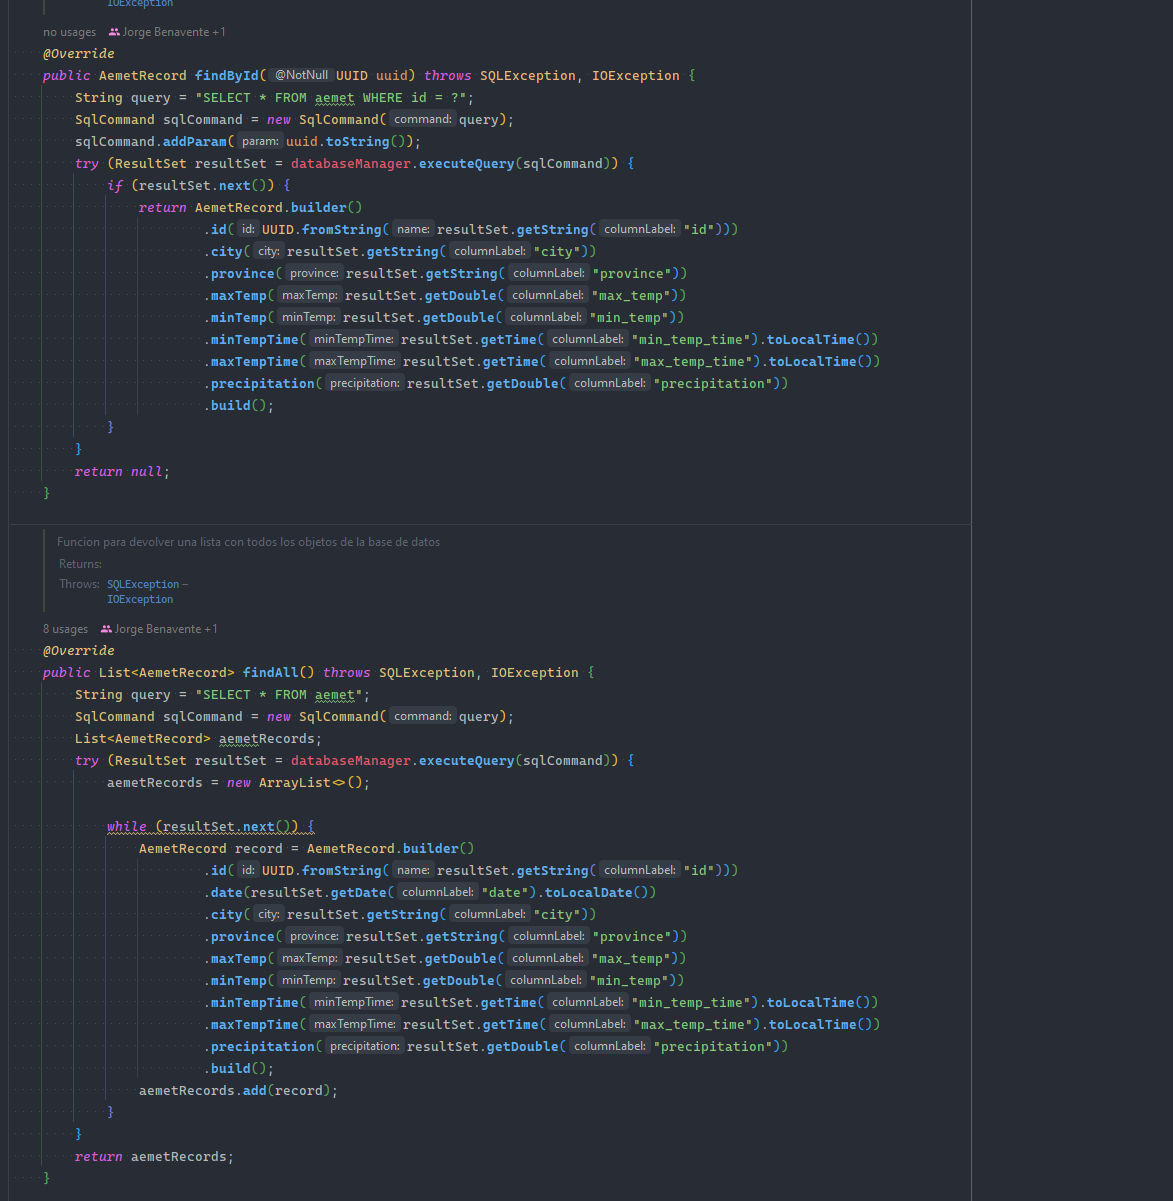 IOException
no usages Jorge Benavente +1
@Override
public AemetRecord findById( @NotNull UUID uuid) throws SQLException, IOException {
String query = "SELECT * FROM aemet WHERE id = ?";
SqlCommand sqlCommand = new SqlCommand( command: query);
sqlCommand.addParam( param: uuid.toString());
try (ResultSet resultSet = databaseManager.executeQuery(sqlCommand)) {
if (resultSet.next()) {
return AemetRecord.builder()
.id( id: UUID.fromString( name: resultSet.getString( columnLabel: "id")))
.city( city: resultSet.getString( columnLabel: "city"))
.province( province: resultSet.getString( columnLabel: "province"))
.maxTemp( maxTemp: resultSet.getDouble( columnLabel: "max_temp"))
.minTemp( minTemp: resultSet.getDouble( columnLabel: "min_temp"))
.minTempTime( minTempTime: resultSet.getTime( columnLabel: "min_temp_time").toLocalTime())
.maxTempTime( maxTempTime: resultSet.getTime( columnLabel: "max_temp_time").toLocalTime())
.precipitation( precipitation: resultSet.getDouble( columnLabel: "precipitation"))
.build();
}
}
return null;
}
Funcion para devolver una lista con todos los objetos de la base de datos
Returns:
Throws: SQLException –
IOException
8 usages Jorge Benavente +1
@Override
public List<AemetRecord> findAll() throws SQLException, IOException {
String query = "SELECT * FROM aemet";
SqlCommand sqlCommand = new SqlCommand( command: query);
List<AemetRecord> aemetRecords;
try (ResultSet resultSet = databaseManager.executeQuery(sqlCommand)) {
aemetRecords = new ArrayList<>();
while (resultSet.next()) {
AemetRecord record = AemetRecord.builder()
.id( id: UUID.fromString( name: resultSet.getString( columnLabel: "id")))
.date(resultSet.getDate( columnLabel: "date").toLocalDate())
.city( city: resultSet.getString( columnLabel: "city"))
.province( province: resultSet.getString( columnLabel: "province"))
.maxTemp( maxTemp: resultSet.getDouble( columnLabel: "max_temp"))
.minTemp( minTemp: resultSet.getDouble( columnLabel: "min_temp"))
.minTempTime( minTempTime: resultSet.getTime( columnLabel: "min_temp_time").toLocalTime())
.maxTempTime( maxTempTime: resultSet.getTime( columnLabel: "max_temp_time").toLocalTime())
.precipitation( precipitation: resultSet.getDouble( columnLabel: "precipitation"))
.build();
aemetRecords.add(record);
}
}
return aemetRecords;
}